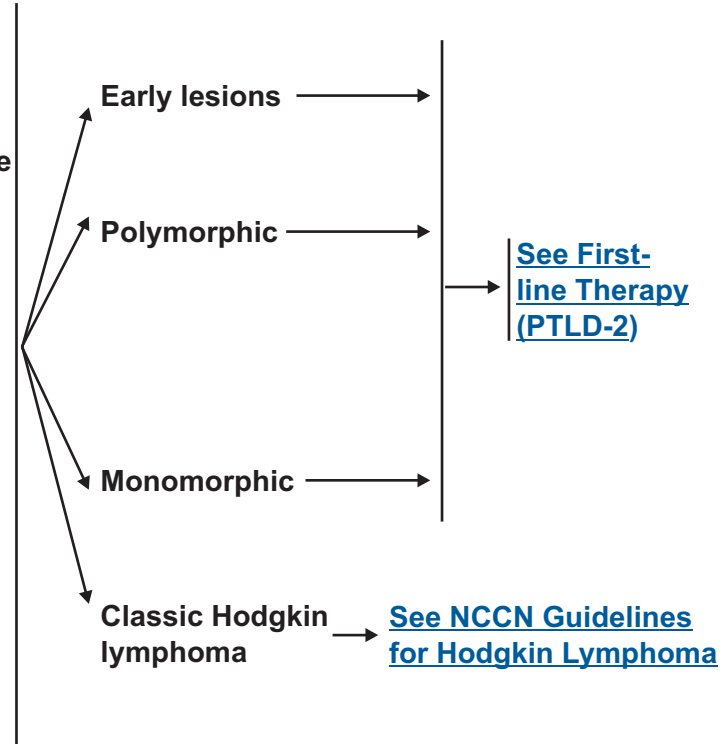 Early lesions
e
Polymorphic
See First-
line Therapy
(PTLD-2)
Monomorphic
Classic Hodgkin
lymphoma
See NCCN Guidelines
for Hodgkin Lymphoma